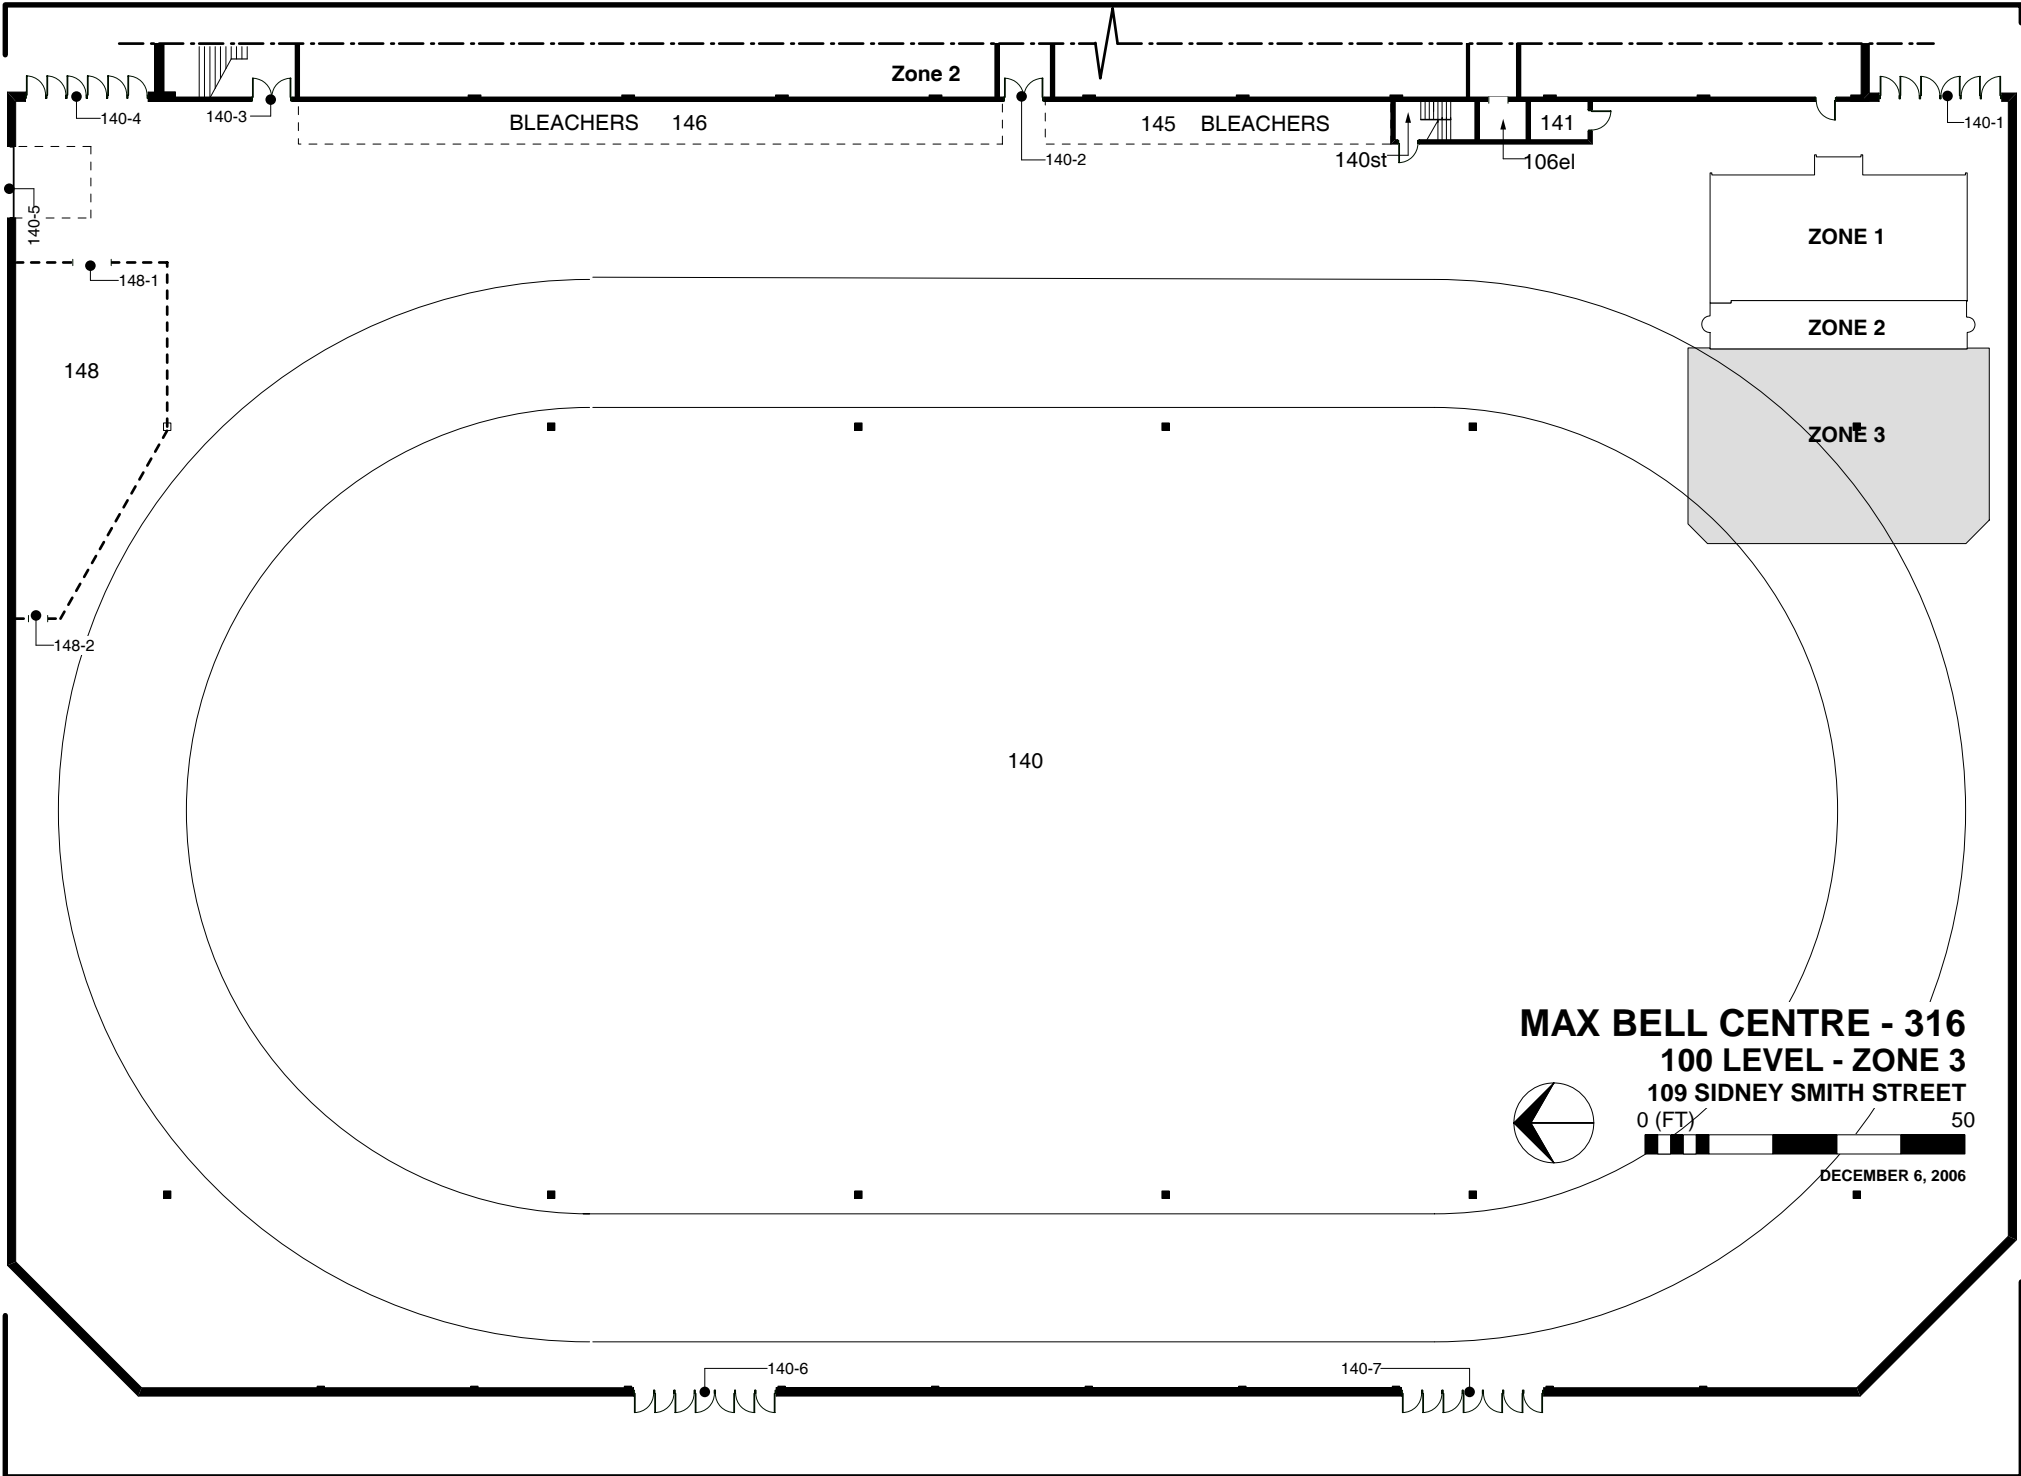 Zone 2
140-4
140-3
BLEACHERS 146
140-2
145 BLEACHERS
140st
106el
141
140-1
140-5
148-1
148
148-2
ZONE 1
ZONE 2
ZONE 3
140
MAX BELL CENTRE - 316
100 LEVEL - ZONE 3
109 SIDNEY SMITH STREET
0 (FT) 50
DECEMBER 6, 2006
140-6
140-7